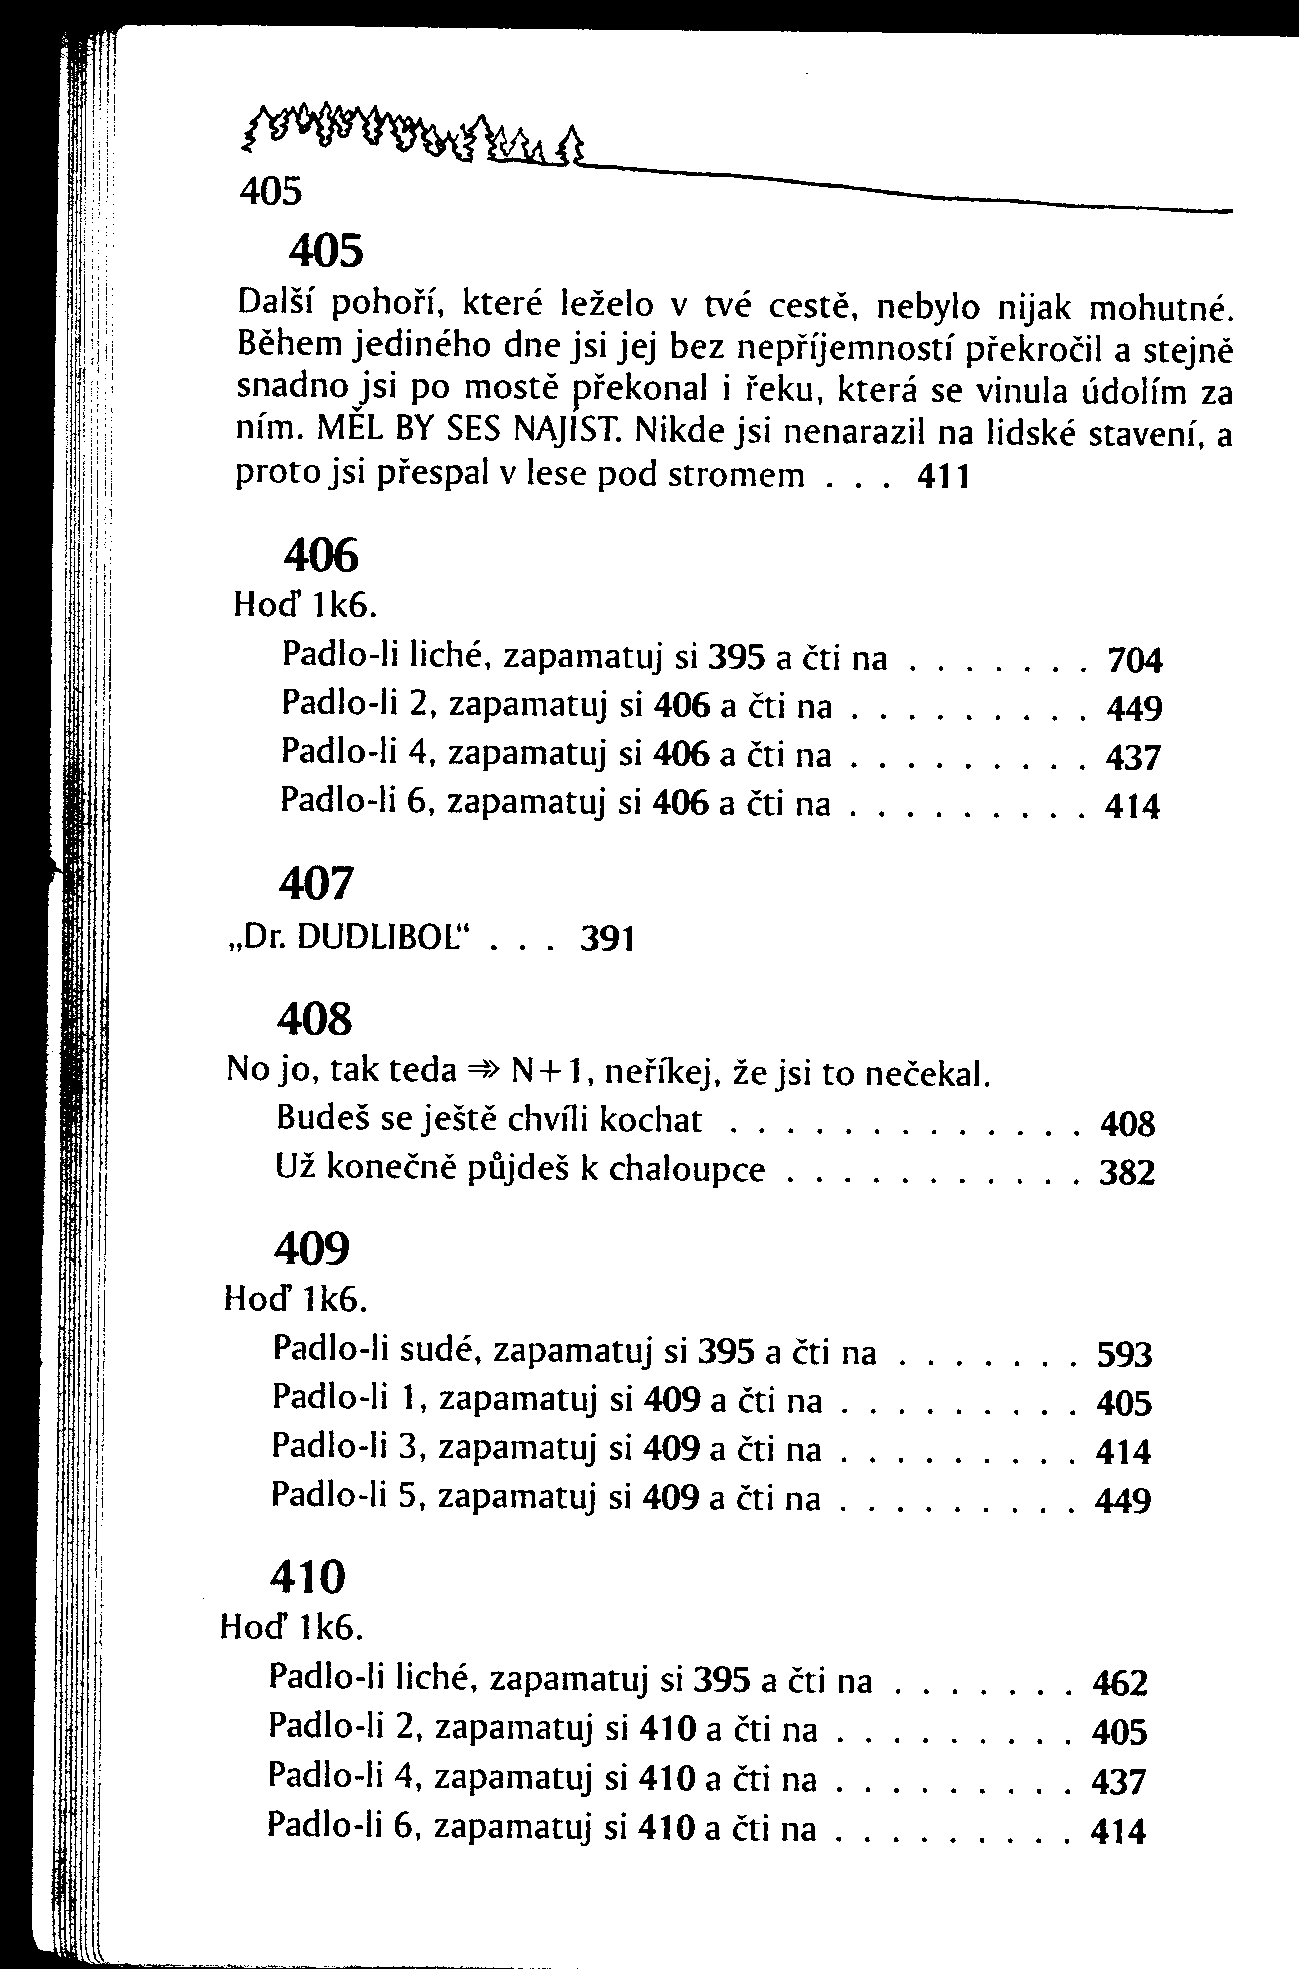 405
405
Další pohoří, které leželo v tvé cestě, nebylo nijak mohutné.
Během jediného dne jsi jej bez nepříjemností překročil a stejně
snadno jsi po mostě překonal i řeku, která se vinula údolím za
ním. MĚL BY SES NAJÍST. Nikde jsi nenarazil na lidské stavení, a
proto jsi přespal v lese pod stromem . . . 411
406
Hoď 1k6.
Padlo-li liché, zapamatuj si 395 a čti na . . . . . . . 704
Padlo-li 2, zapamatuj si 406 a čti na . . . . . . . . . 449
Padlo-li 4, zapamatuj si 406 a čti na . . . . . . . . . 437
Padlo-li 6, zapamatuj si 406 a čti na . . . . . . . . . 414
407
„Dr. DUDLIBOĽ“ . . . 391
408
No jo, tak teda ⇒ N+1, neříkej, že jsi to nečekal.
Budeš se ještě chvíli kochat . . . . . . . . . . . . . 408
Už konečně půjdeš k chaloupce . . . . . . . . . . . 382
409
Hoď 1k6.
Padlo-li sudé, zapamatuj si 395 a čti na . . . . . . . 593
Padlo-li 1, zapamatuj si 409 a čti na . . . . . . . . . 405
Padlo-li 3, zapamatuj si 409 a čti na . . . . . . . . . 414
Padlo-li 5, zapamatuj si 409 a čti na . . . . . . . . . 449
410
Hoď 1k6.
Padlo-li liché, zapamatuj si 395 a čti na . . . . . . . 462
Padlo-li 2, zapamatuj si 410 a čti na . . . . . . . . . 405
Padlo-li 4, zapamatuj si 410 a čti na . . . . . . . . . 437
Padlo-li 6, zapamatuj si 410 a čti na . . . . . . . . . 414